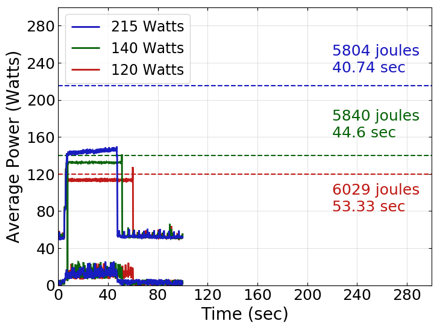 215 Watts
140 Watts
120 Watts
5804 joules
40.74 sec
5840 joules
44.6 sec
6029 joules
53.33 sec
Average Power (Watts)
280
240
200
160
120
80
40
0
0 40 80 120 160 200 240 280
Time (sec)